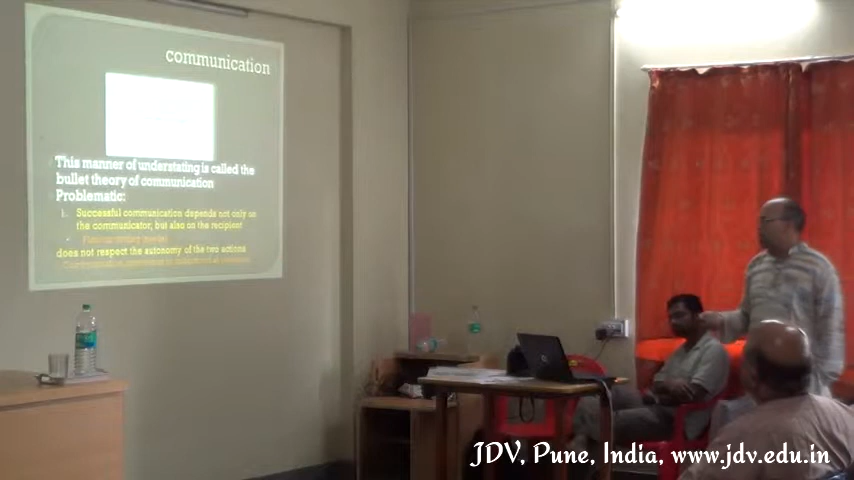 communication
This manner of understating is called the
bullet theory of communication
Problematic:
Successful communication depends not only on
the communicator, but also on the recipient
does not respect the autonomy of the two actions
JDV, Pune, India, www.jdv.edu.in